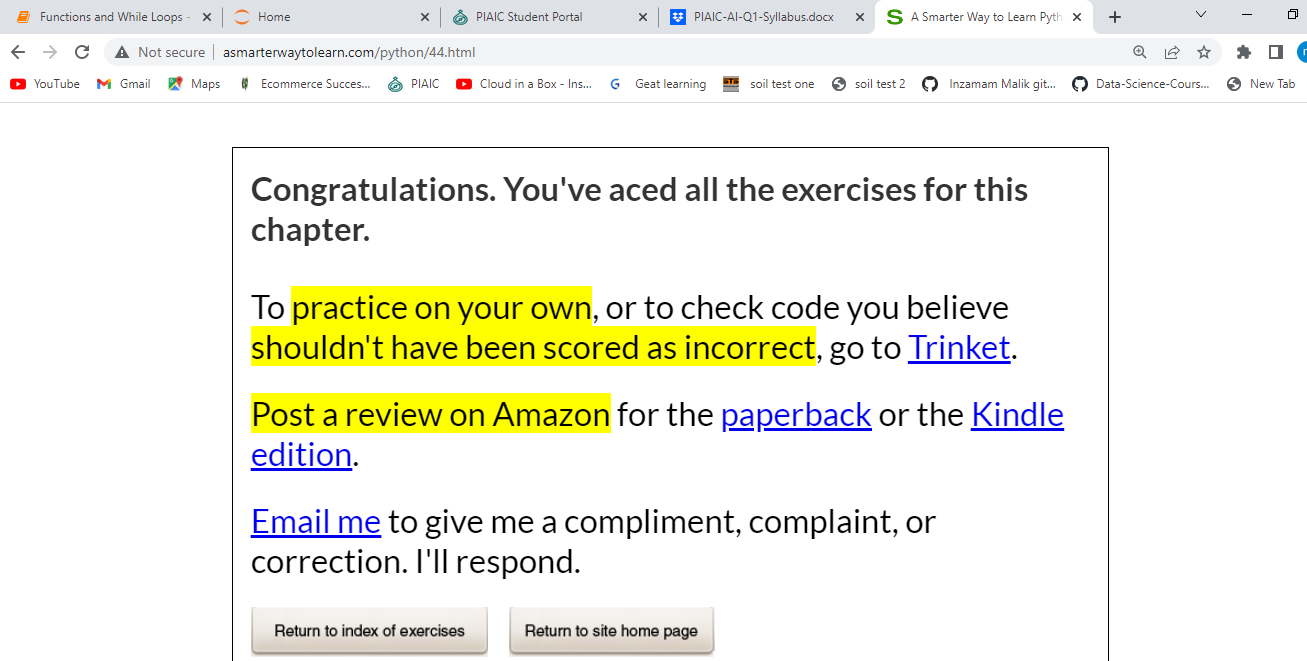 Functions and While Loops -
Home
PIAIC Student Portal
PIAIC-AI-Q1-Syllabus.docx
A Smarter Way to Learn Pyth
Not secure | asmarterwaytolearn.com/python/44.html
YouTube
Gmail
Maps
Ecommerce Succes...
PIAIC
Cloud in a Box - Ins...
Geat learning
soil test one
soil test 2
Inzamam Malik git...
Data-Science-Cours...
New Tab
Congratulations. You've aced all the exercises for this
chapter.
To practice on your own, or to check code you believe
shouldn't have been scored as incorrect, go to Trinket.
Post a review on Amazon for the paperback or the Kindle
edition.
Email me to give me a compliment, complaint, or
correction. I'll respond.
Return to index of exercises
Return to site home page